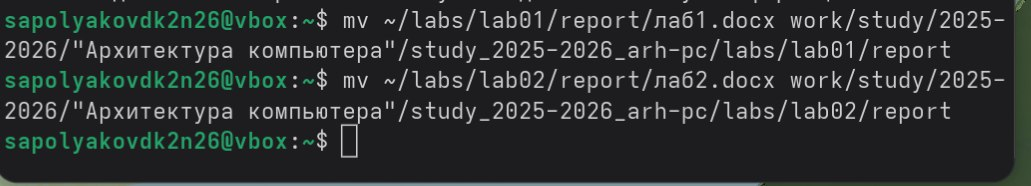 sapolyakovdk2n26@vbox:~$ mv ~/labs/lab01/report/лаб1.docx work/study/2025-
2026/"Архитектура компьютера"/study_2025-2026_arh-pc/labs/lab01/report
sapolyakovdk2n26@vbox:~$ mv ~/labs/lab02/report/лаб2.docx work/study/2025-
2026/"Архитектура компьютера"/study_2025-2026_arh-pc/labs/lab02/report
sapolyakovdk2n26@vbox:~$